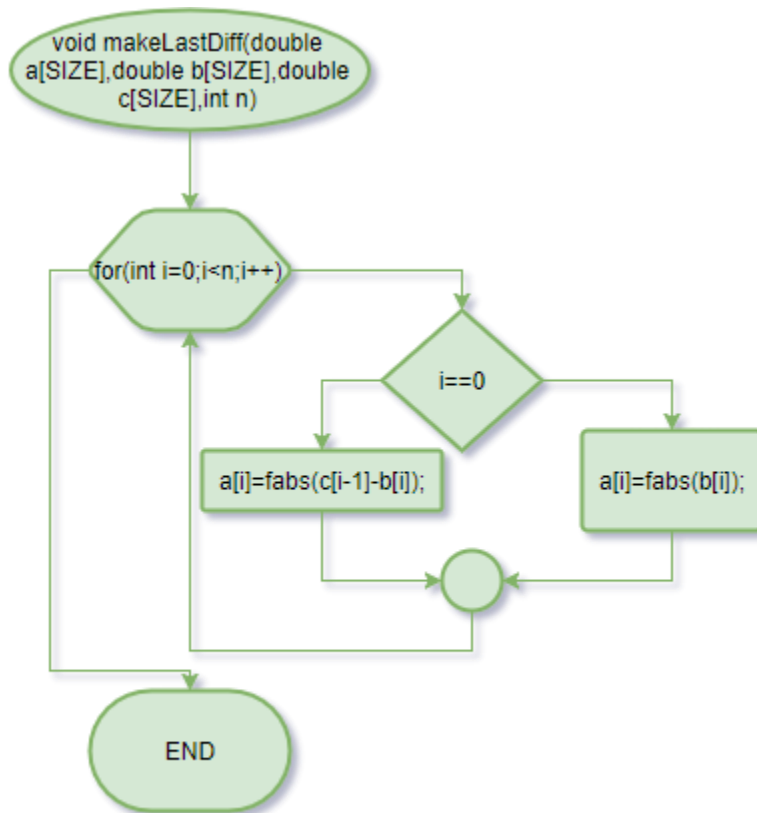 void makeLastDiff(double
a[SIZE],double b[SIZE],double
c[SIZE],int n)
for(int i=0;i<n;i++)
i==0
a[i]=fabs(c[i-1]-b[i]);
a[i]=fabs(b[i]);
END